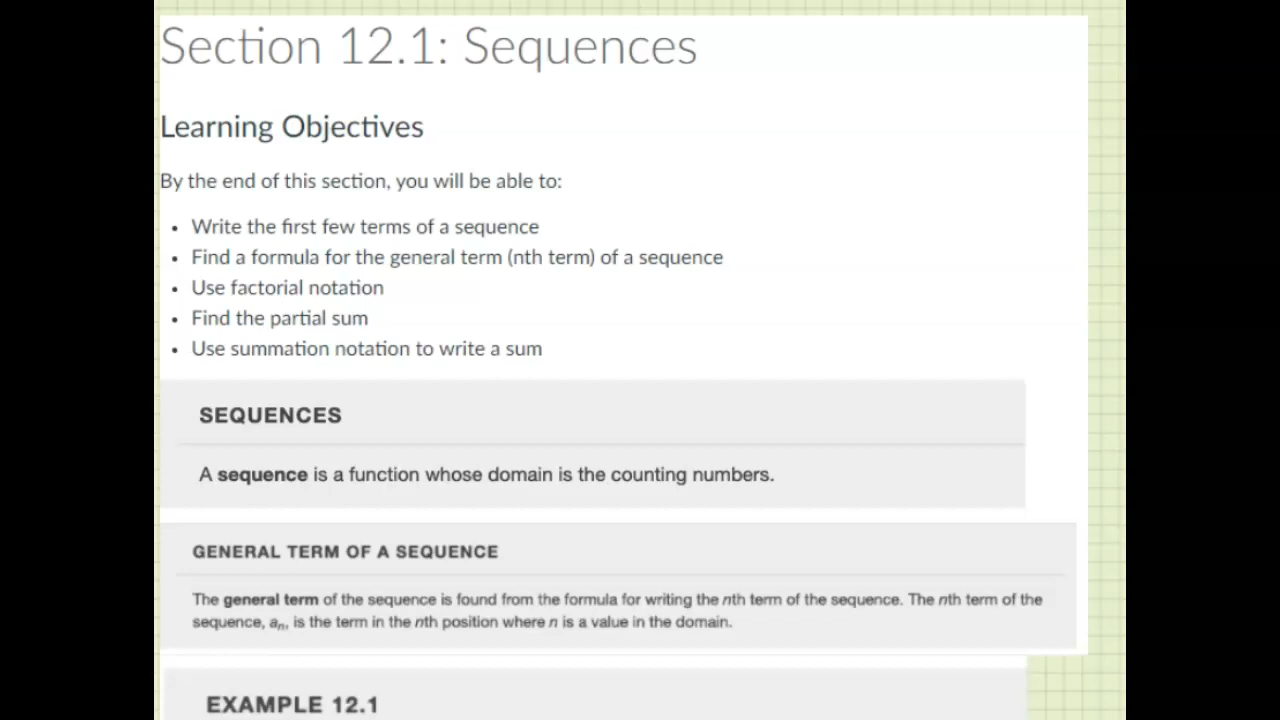 Section 12.1: Sequences
Learning Objectives
By the end of this section, you will be able to:
• Write the first few terms of a sequence
• Find a formula for the general term (nth term) of a sequence
• Use factorial notation
• Find the partial sum
• Use summation notation to write a sum
SEQUENCES
A sequence is a function whose domain is the counting numbers.
GENERAL TERM OF A SEQUENCE
The general term of the sequence is found from the formula for writing the nth term of the sequence. The nth term of the
sequence, aₙ, is the term in the nth position where n is a value in the domain.
EXAMPLE 12.1